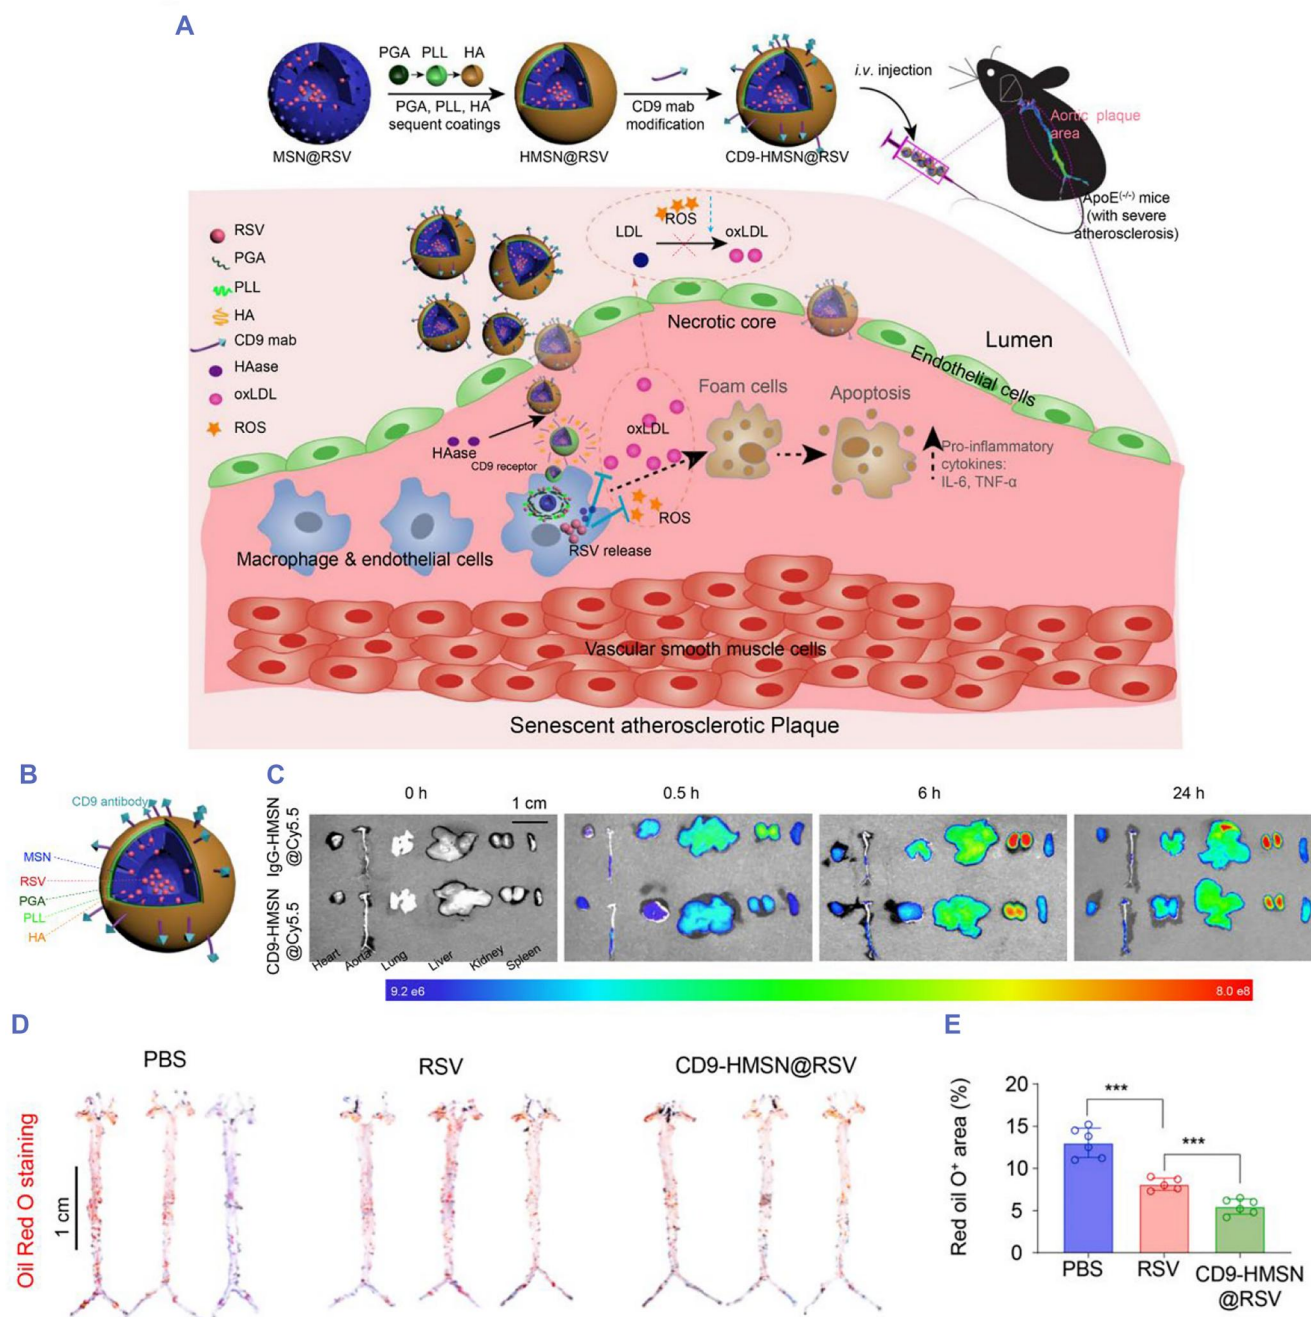 A
PGA PLL HA
PGA, PLL, HA
sequent coatings
CD9 mab
modification
i.v. injection
MSN@RSV
HMSN@RSV
CD9-HMSN@RSV
Aortic plaque
area
ApoE(-/-) mice
(with severe
atherosclerosis)
RSV
PGA
PLL
HA
CD9 mab
HAase
oxLDL
ROS
ROS
LDL
oxLDL
Necrotic core
Lumen
Endothelial cells
Foam cells
Apoptosis
oxLDL
HAase
CD9 receptor
Pro-inflammatory
cytokines:
IL-6, TNF-α
ROS
RSV release
Macrophage & endothelial cells
Vascular smooth muscle cells
Senescent atherosclerotic Plaque
B
CD9 antibody
MSN
RSV
PGA
PLL
HA
C
0 h
0.5 h
6 h
24 h
1 cm
IgG-HMSN
@Cy5.5
CD9-HMSN
@Cy5.5
Heart
Aorta
Lung
Liver
Kidney
Spleen
9.2 e6
8.0 e8
D
PBS
RSV
CD9-HMSN@RSV
Oil Red O staining
1 cm
E
Red oil O+ area (%)
20
15
10
5
0
***
***
PBS
RSV
CD9-HMSN
@RSV